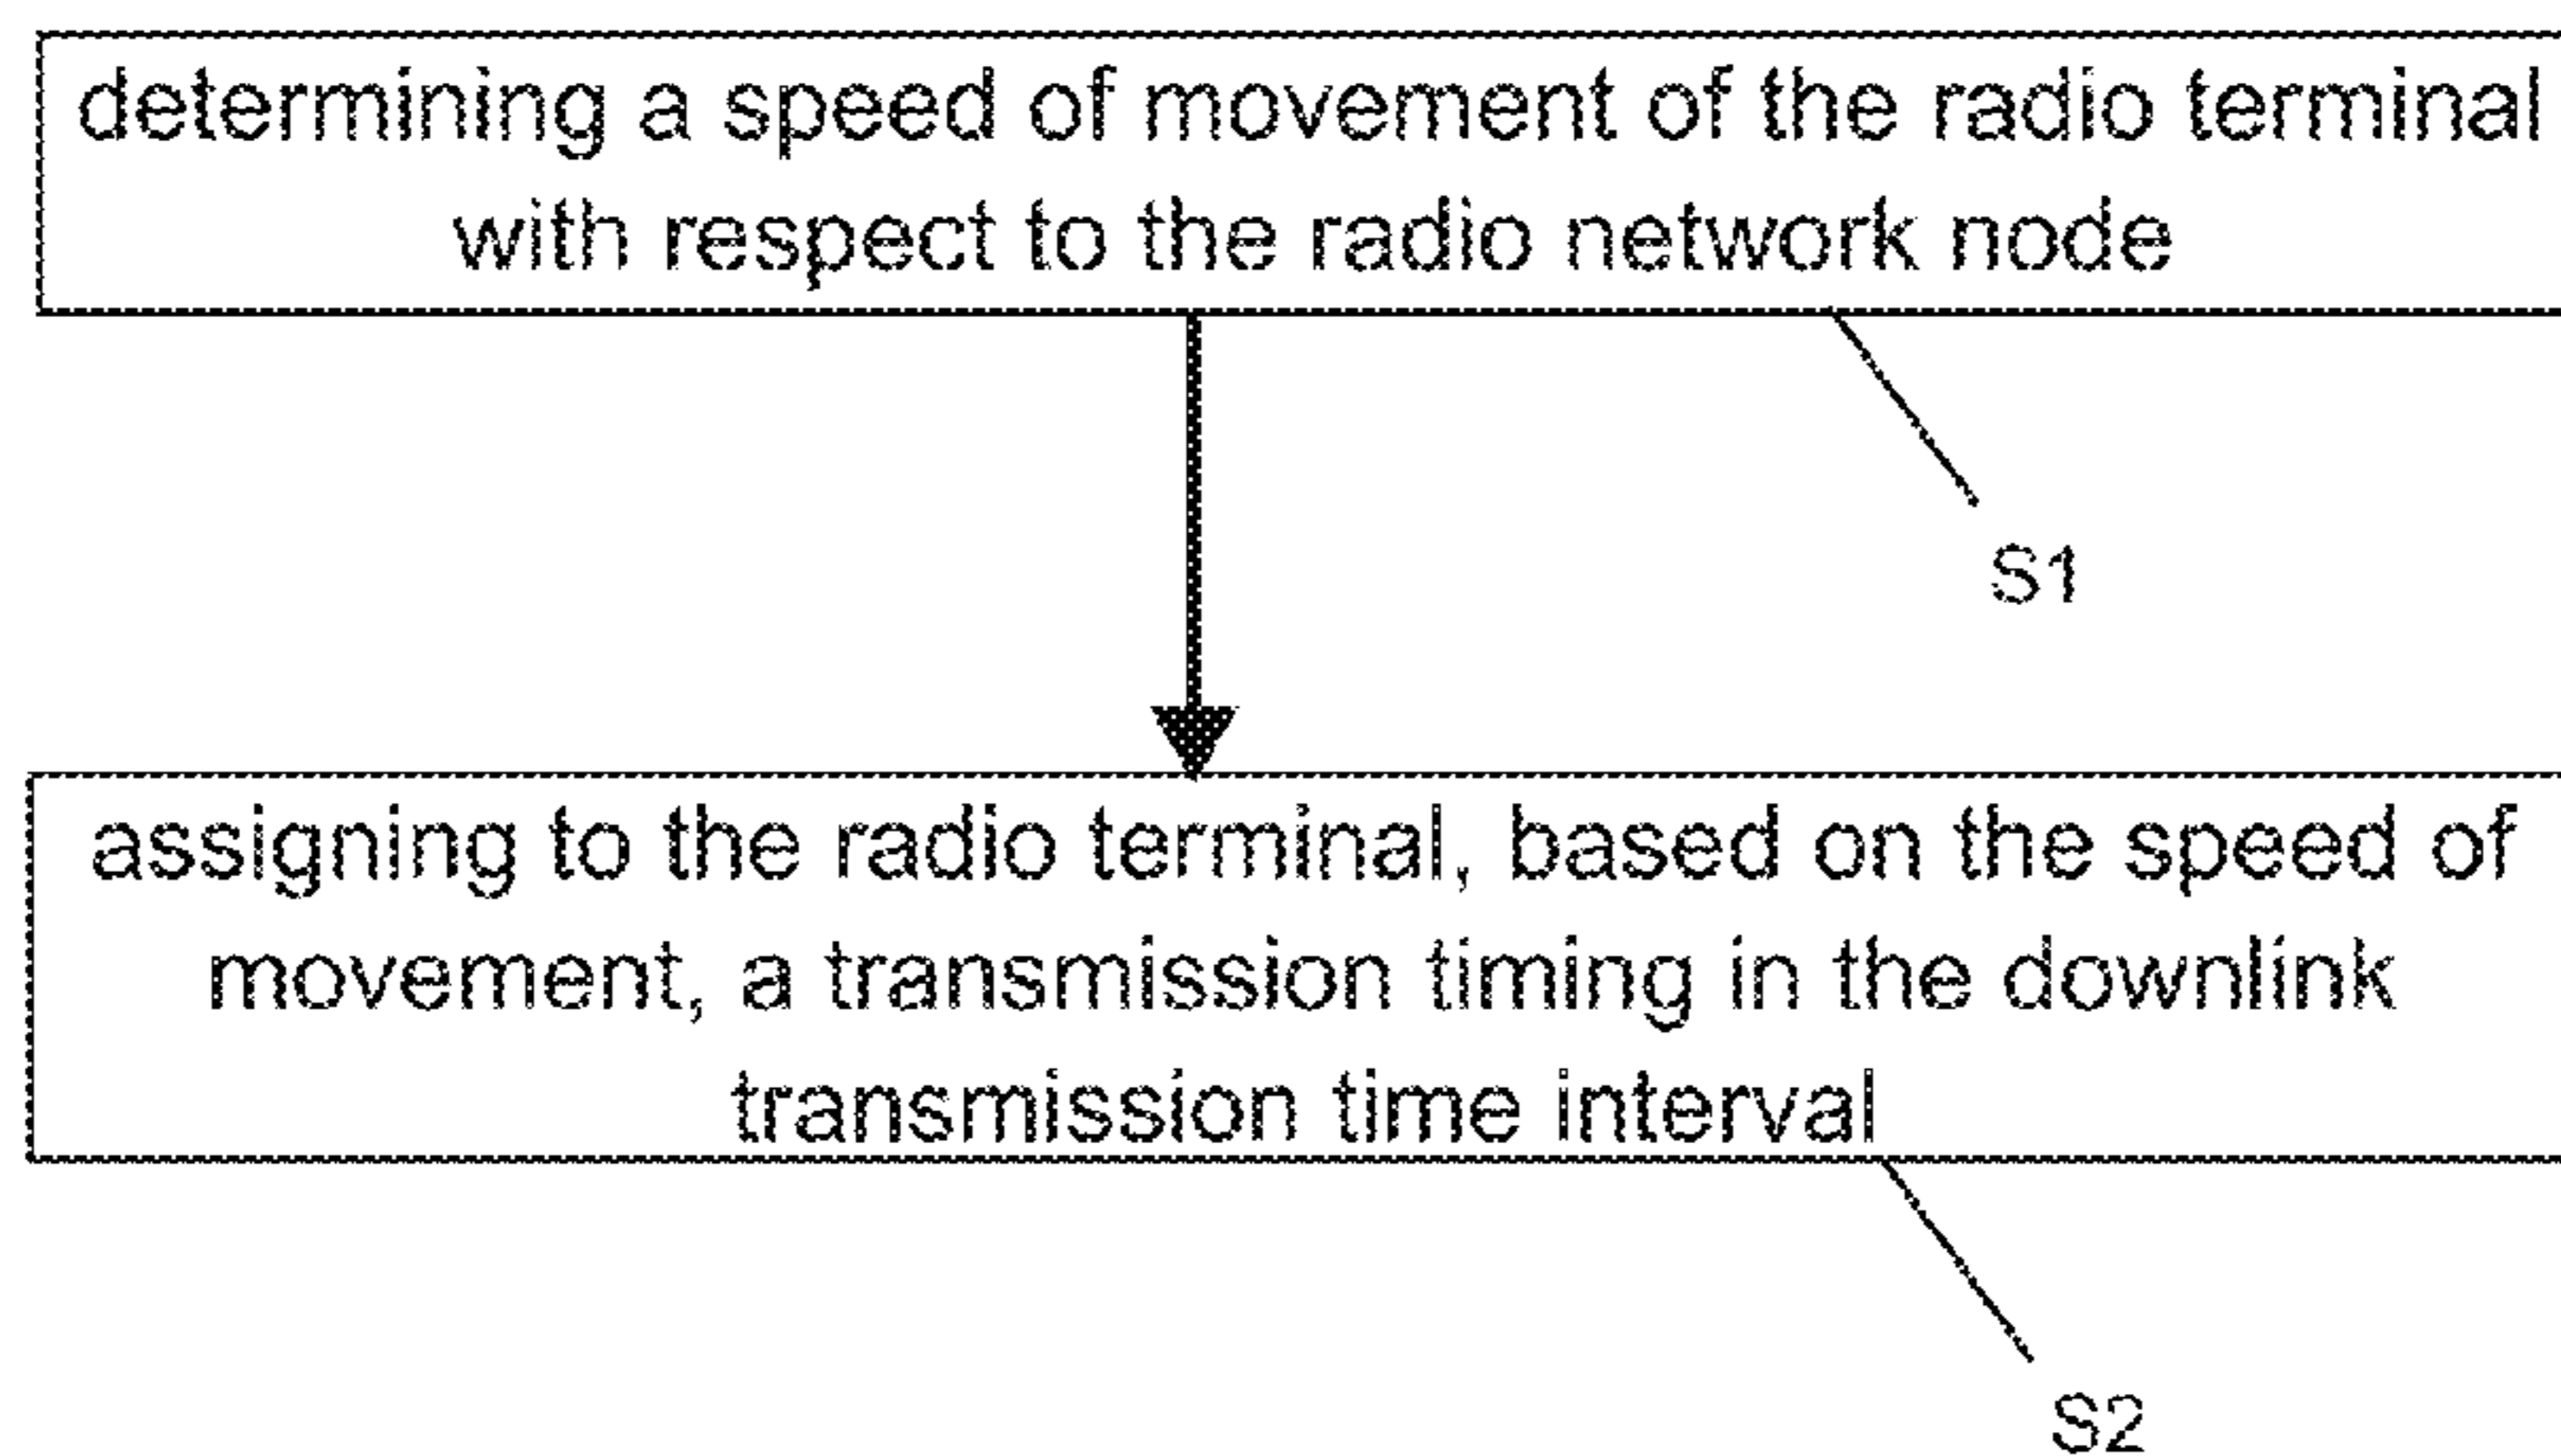 determining a speed of movement of the radio terminal
with respect to the radio network node
S1
assigning to the radio terminal, based on the speed of
movement, a transmission timing in the downlink
transmission time interval
S2